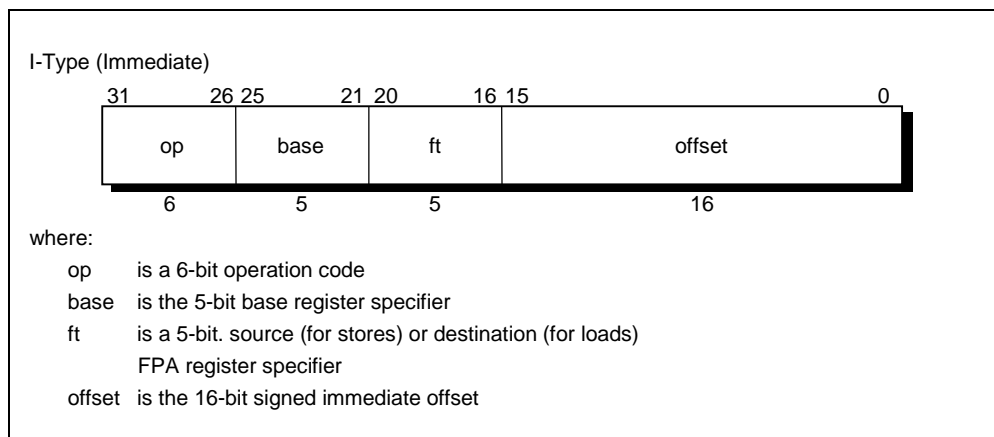 I-Type (Immediate)
31 26 25 21 20 16 15 0
op base ft offset
6 5 5 16
where:
op is a 6-bit operation code
base is the 5-bit base register specifier
ft is a 5-bit. source (for stores) or destination (for loads)
FPA register specifier
offset is the 16-bit signed immediate offset